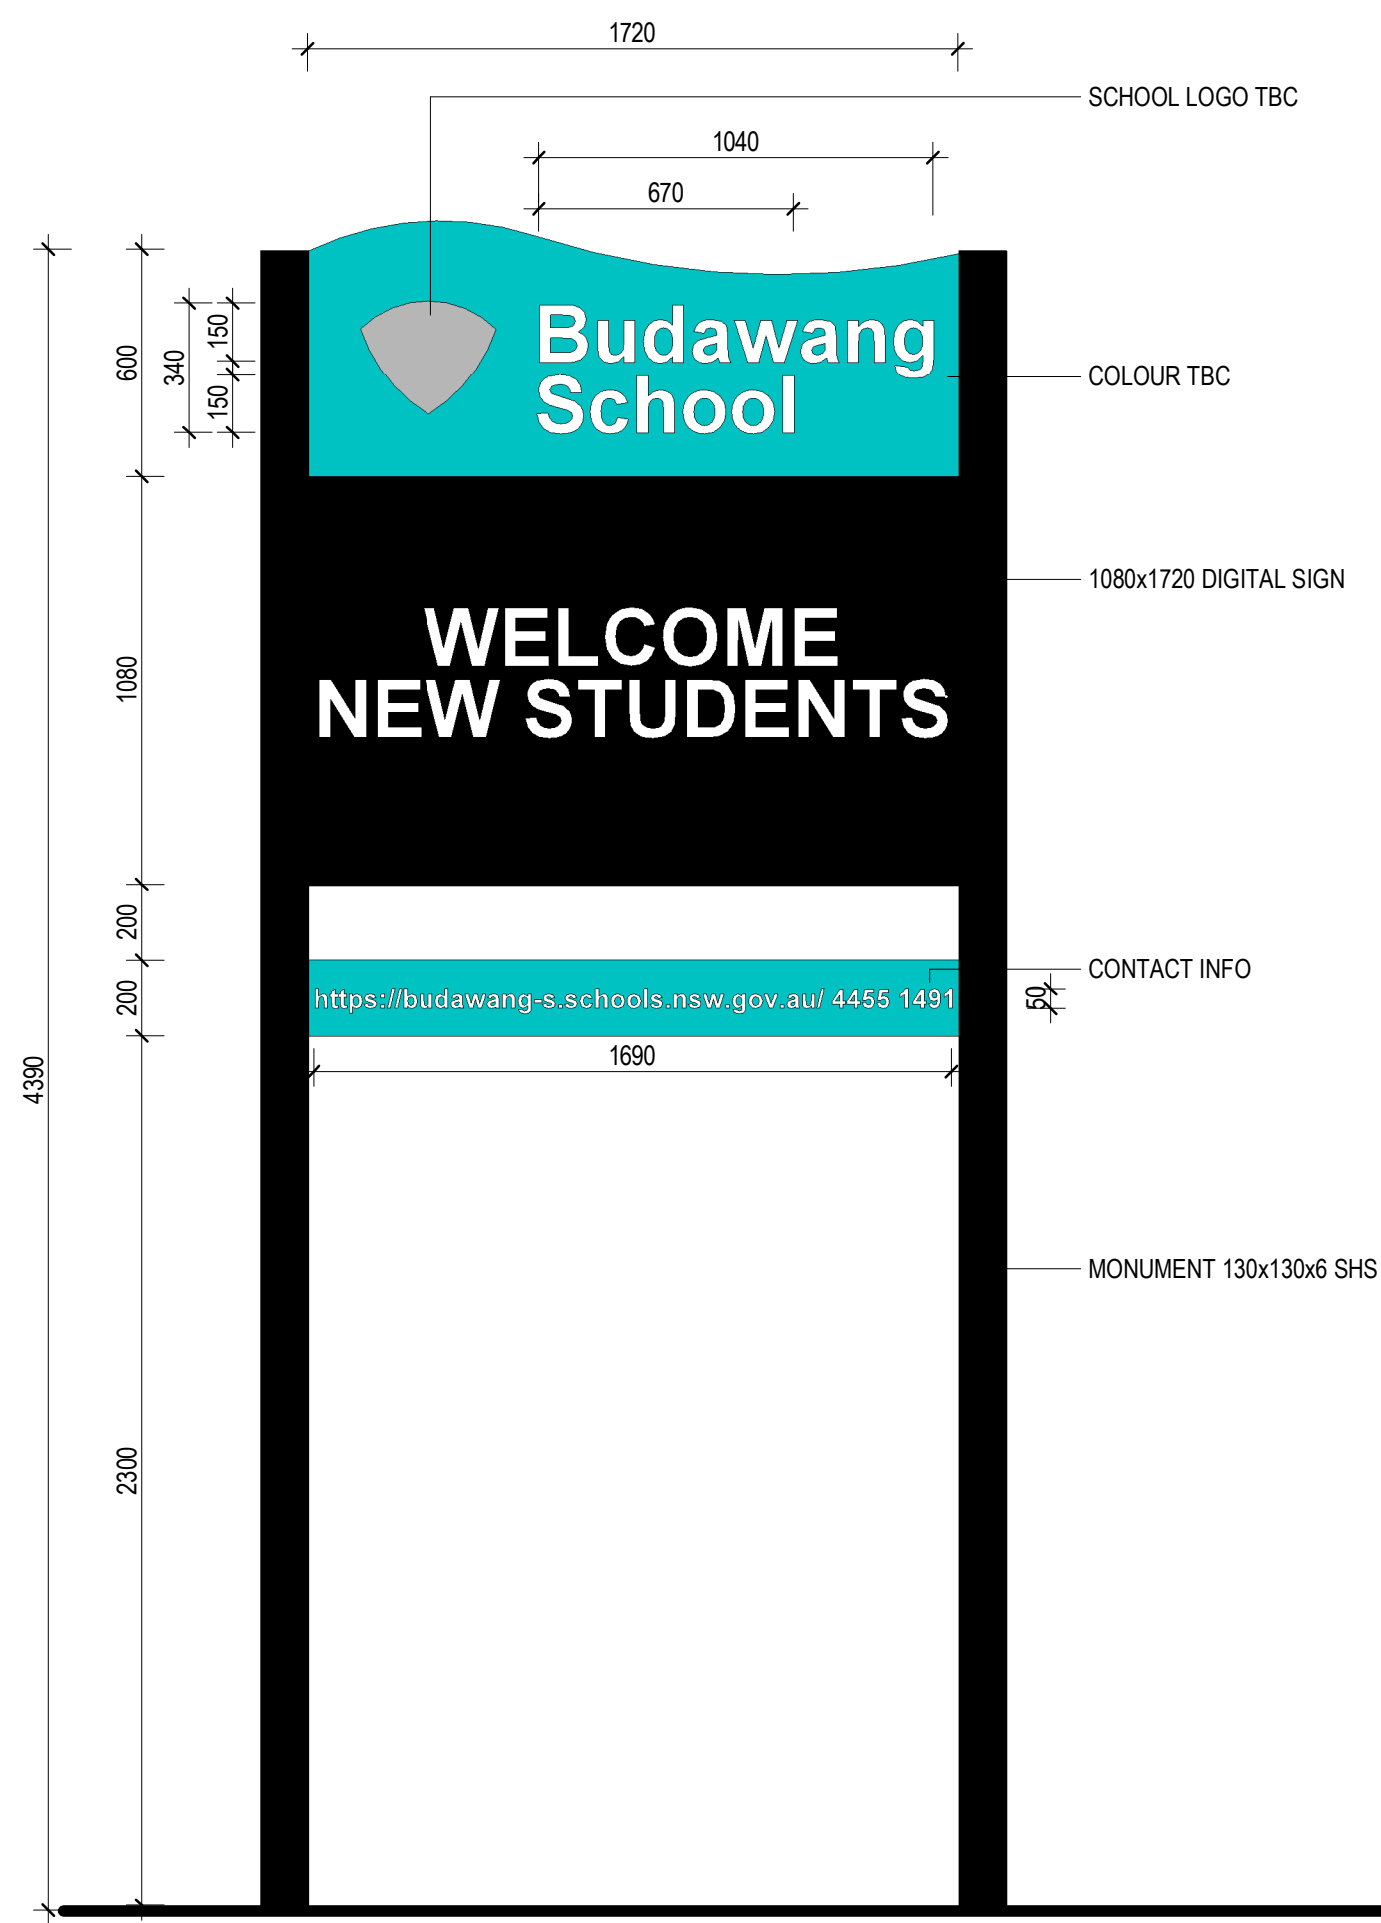 1720
SCHOOL LOGO TBC
1040
670
600
340
150
150
Budawang
School
COLOUR TBC
1080x1720 DIGITAL SIGN
WELCOME
NEW STUDENTS
1080
200
200
CONTACT INFO
https://budawang-s.schools.nsw.gov.au/ 4455 1491
50
1690
4390
MONUMENT 130x130x6 SHS
2300